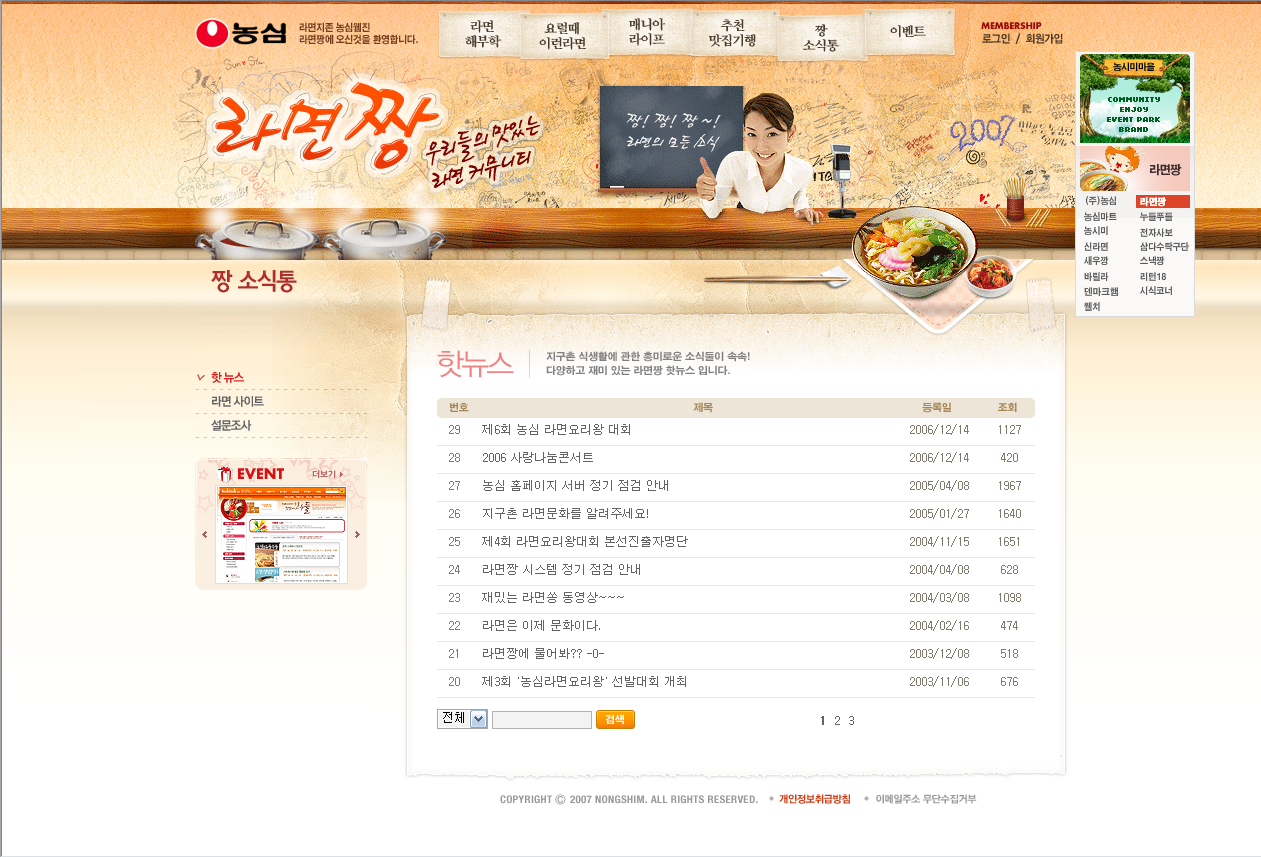 농심
라면지존 농심웹진
라면짱에 오신것을 환영합니다.
라면
해부학
요럴때
이런라면
매니아
라이프
추천
맛집기행
짱
소식통
이벤트
MEMBERSHIP
로그인 / 회원가입
라면짱
우리들의 맛있는
라면 커뮤니티
짱! 짱! 짱~!
라면의 모든 소식
2007
농시미마을
COMMUNITY
ENJOY
EVENT PARK
BRAND
라면짱
(주)농심 라면짱
농심마트 누들푸들
농시미 전자사보
신라면 삼다수탁구단
새우깡 스낵짱
바릴라 리턴18
덴마크햄 시식코너
웰치
짱 소식통
핫뉴스
라면 사이트
설문조사
EVENT 더보기
핫뉴스
지구촌 식생활에 관한 흥미로운 소식들이 속속!
다양하고 재미 있는 라면짱 핫뉴스 입니다.
번호 제목 등록일 조회
29 제6회 농심 라면요리왕 대회 2006/12/14 1127
28 2006 사랑나눔콘서트 2006/12/14 420
27 농심 홈페이지 서버 정기 점검 안내 2005/04/08 1967
26 지구촌 라면문화를 알려주세요! 2005/01/27 1640
25 제4회 라면요리왕대회 본선진출자명단 2004/11/15 1651
24 라면짱 시스템 정기 점검 안내 2004/04/08 628
23 재밌는 라면쏭 동영상~~~ 2004/03/08 1098
22 라면은 이제 문화이다. 2004/02/16 474
21 라면짱에 물어봐?? -0- 2003/12/08 518
20 제3회 '농심라면요리왕' 선발대회 개최 2003/11/06 676
전체 검색 1 2 3
COPYRIGHT © 2007 NONGSHIM. ALL RIGHTS RESERVED. 개인정보취급방침 이메일주소 무단수집거부